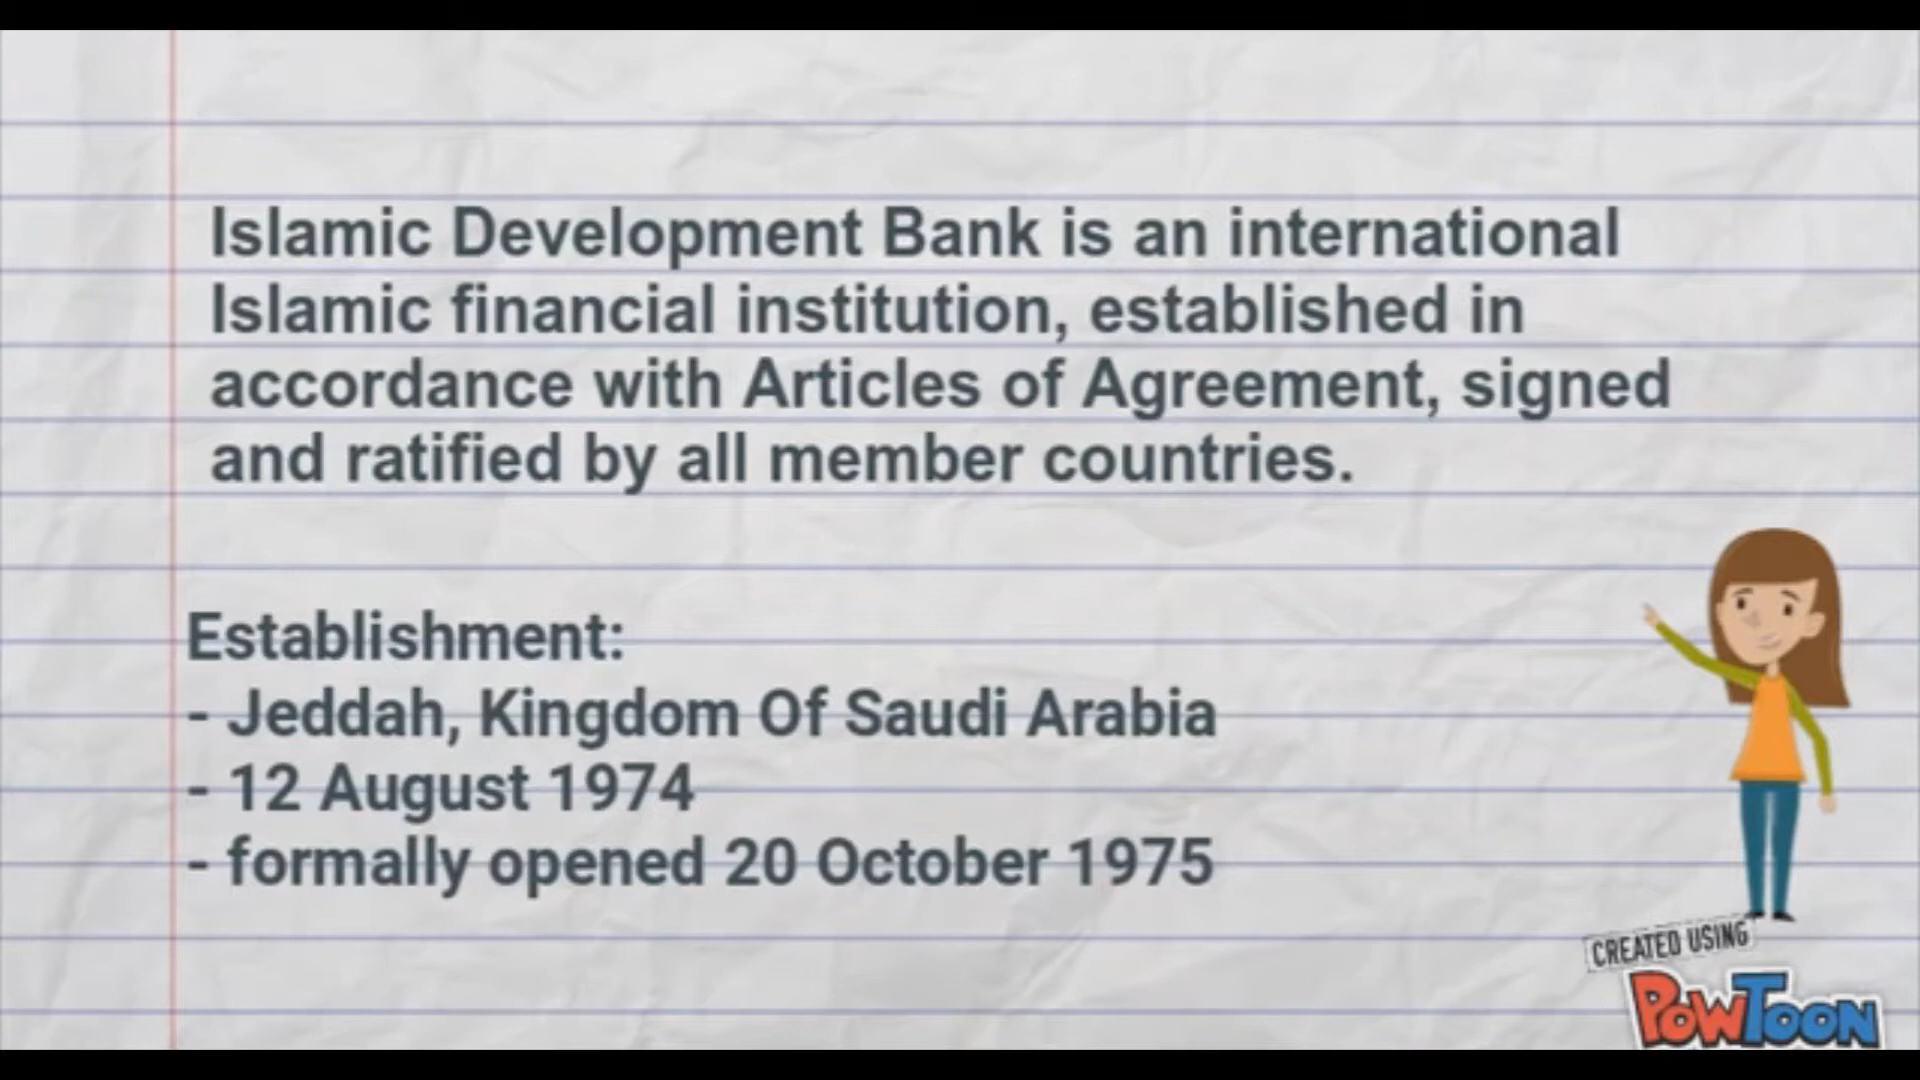 Islamic Development Bank is an international
Islamic financial institution, established in
accordance with Articles of Agreement, signed
and ratified by all member countries.
Establishment:
- Jeddah, Kingdom Of Saudi Arabia
- 12 August 1974
- formally opened 20 October 1975
CREATED USING
POWTOON